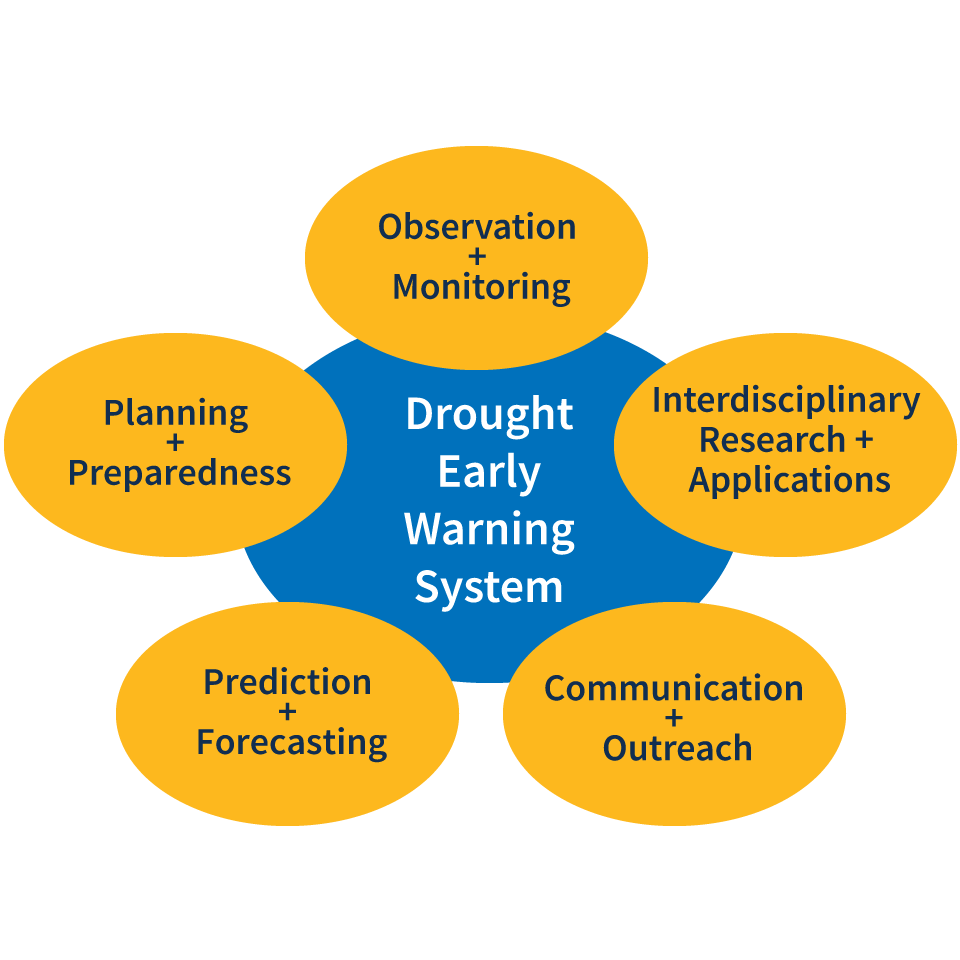 Observation
+
Monitoring
Planning
+
Preparedness
Drought
Early
Warning
System
Interdisciplinary
Research +
Applications
Prediction
+
Forecasting
Communication
+
Outreach